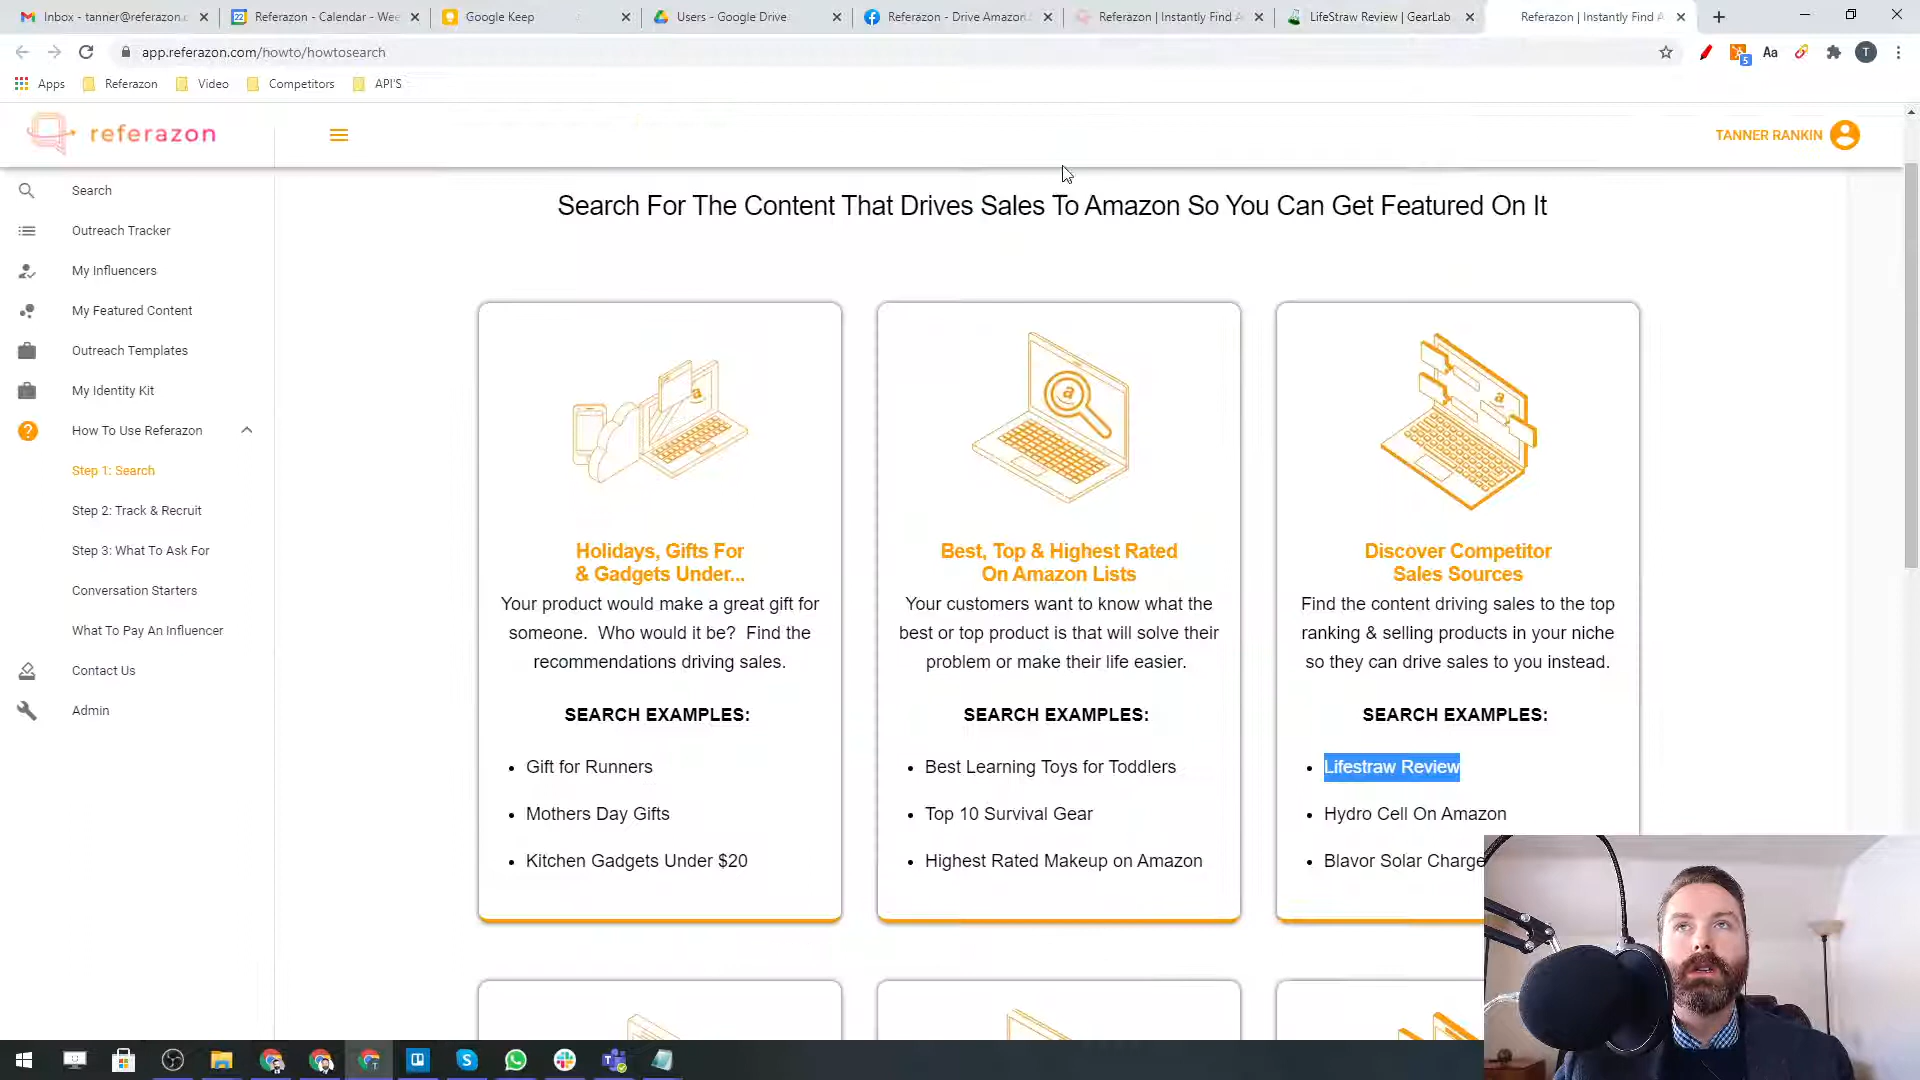 Inbox - tanner@referazon.c
Referazon - Calendar - Wee
Google Keep
Users - Google Drive
Referazon - Drive Amazon
Referazon | Instantly Find A
LifeStraw Review | GearLab
Referazon | Instantly Find A
app.referazon.com/howto/howtosearch
Apps
Referazon
Video
Competitors
API'S
referazon
TANNER RANKIN
Search
Outreach Tracker
My Influencers
My Featured Content
Outreach Templates
My Identity Kit
How To Use Referazon
Step 1: Search
Step 2: Track & Recruit
Step 3: What To Ask For
Conversation Starters
What To Pay An Influencer
Contact Us
Admin
Search For The Content That Drives Sales To Amazon So You Can Get Featured On It
Holidays, Gifts For
& Gadgets Under...
Your product would make a great gift for
someone. Who would it be? Find the
recommendations driving sales.
SEARCH EXAMPLES:
• Gift for Runners
• Mothers Day Gifts
• Kitchen Gadgets Under $20
Best, Top & Highest Rated
On Amazon Lists
Your customers want to know what the
best or top product is that will solve their
problem or make their life easier.
SEARCH EXAMPLES:
• Best Learning Toys for Toddlers
• Top 10 Survival Gear
• Highest Rated Makeup on Amazon
Discover Competitor
Sales Sources
Find the content driving sales to the top
ranking & selling products in your niche
so they can drive sales to you instead.
SEARCH EXAMPLES:
• Lifestraw Review
• Hydro Cell On Amazon
• Blavor Solar Charge